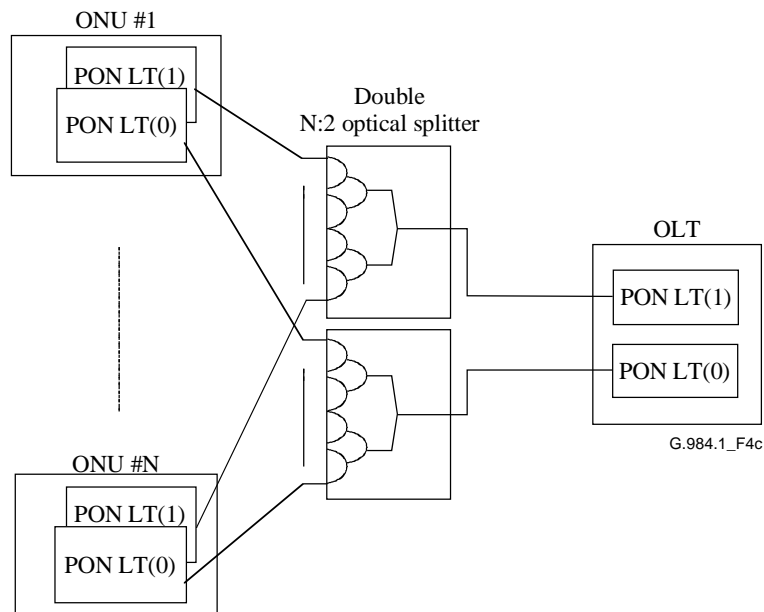 ONU #1
PON LT(1)
PON LT(0)
Double
N:2 optical splitter
OLT
PON LT(1)
PON LT(0)
G.984.1_F4c
ONU #N
PON LT(1)
PON LT(0)